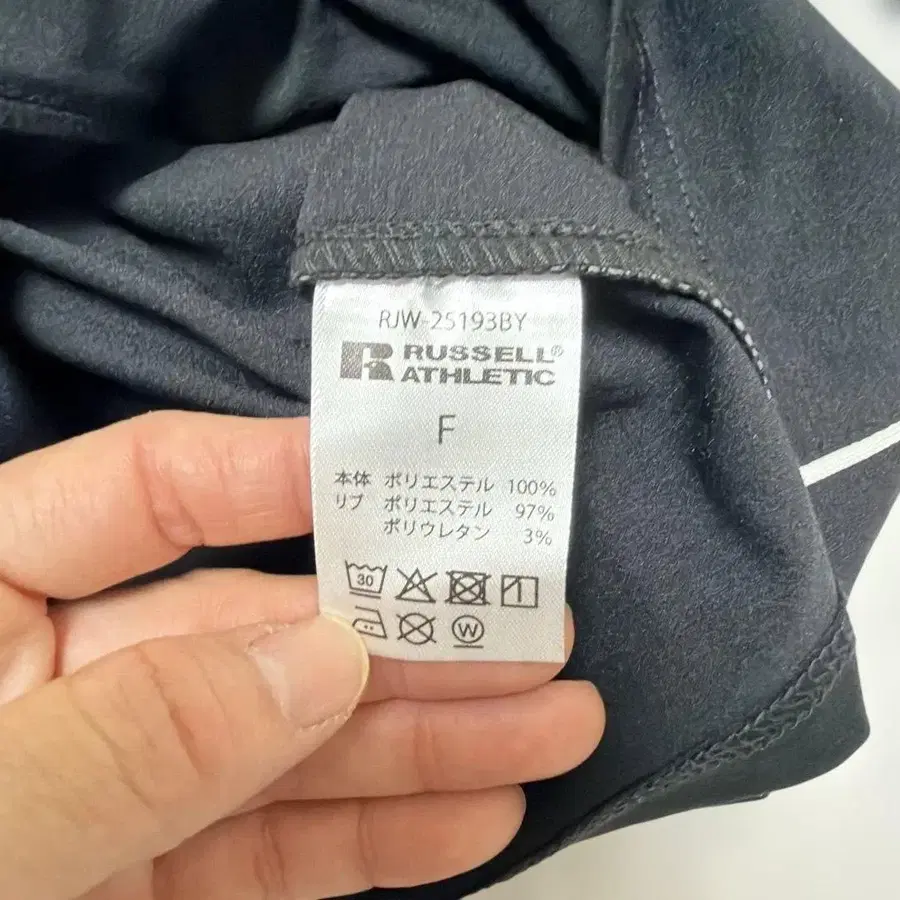 RJW-25193BY
R RUSSELL®
ATHLETIC
F
本体 ポリエステル 100%
リブ ポリエステル 97%
ポリウレタン 3%
30
W